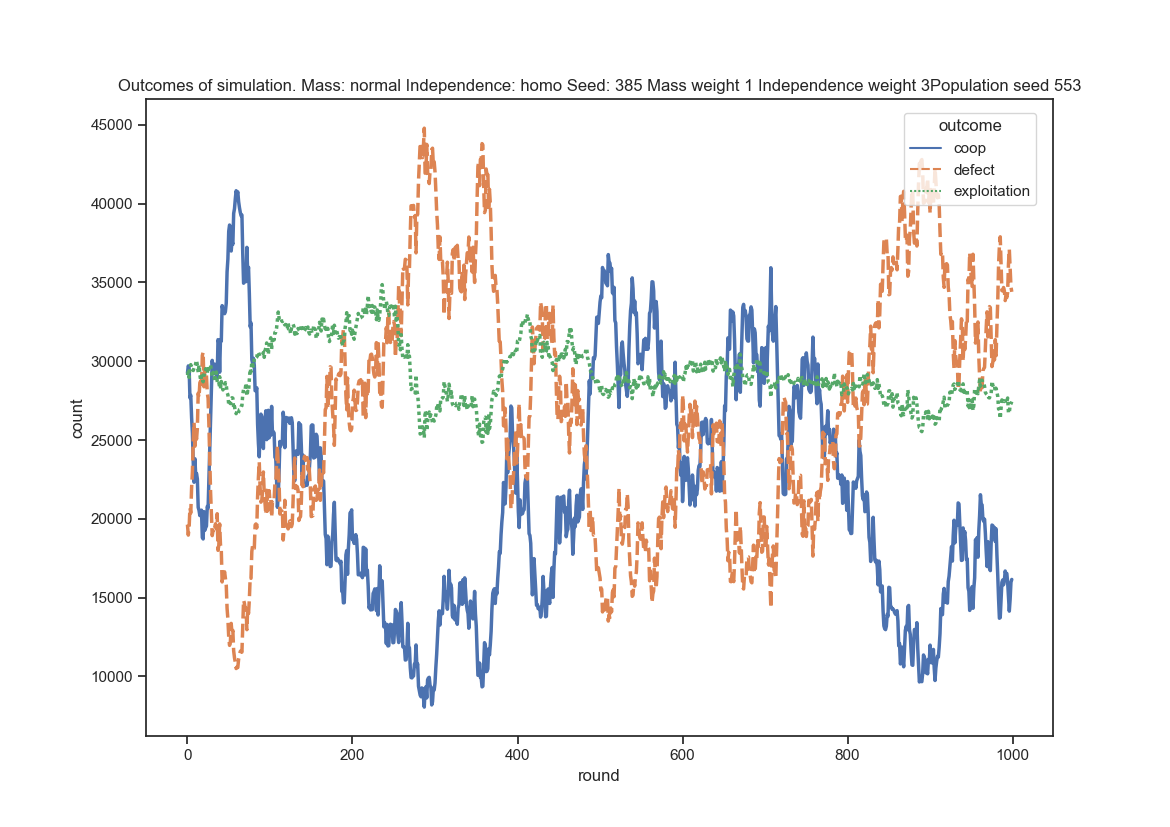 Outcomes of simulation. Mass: normal Independence: homo Seed: 385 Mass weight 1 Independence weight 3Population seed 553
outcome
coop
defect
exploitation
45000
40000
35000
30000
25000
20000
15000
10000
count
0
200
400
600
800
1000
round